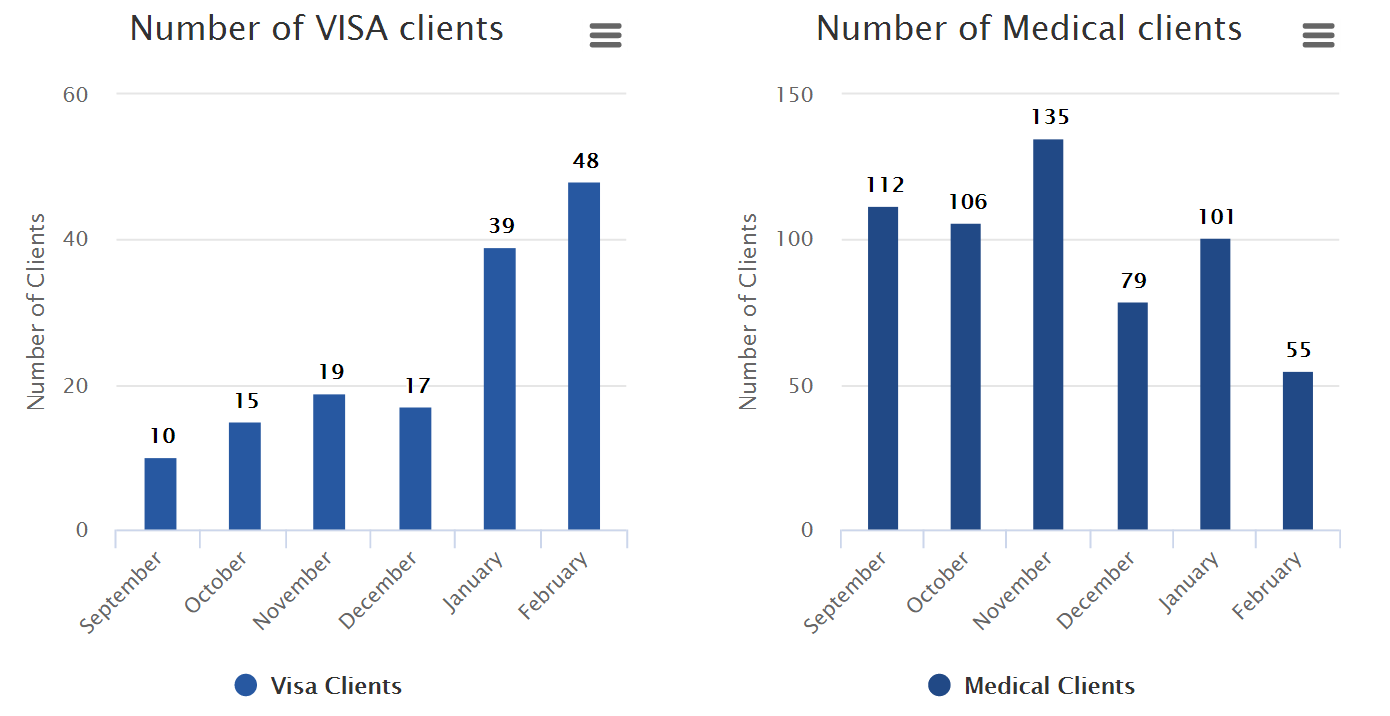 Number of VISA clients
60
40
20
0
Number of Clients
10
15
19
17
39
48
September
October
November
December
January
February
Visa Clients
Number of Medical clients
150
100
50
0
Number of Clients
112
106
135
79
101
55
September
October
November
December
January
February
Medical Clients